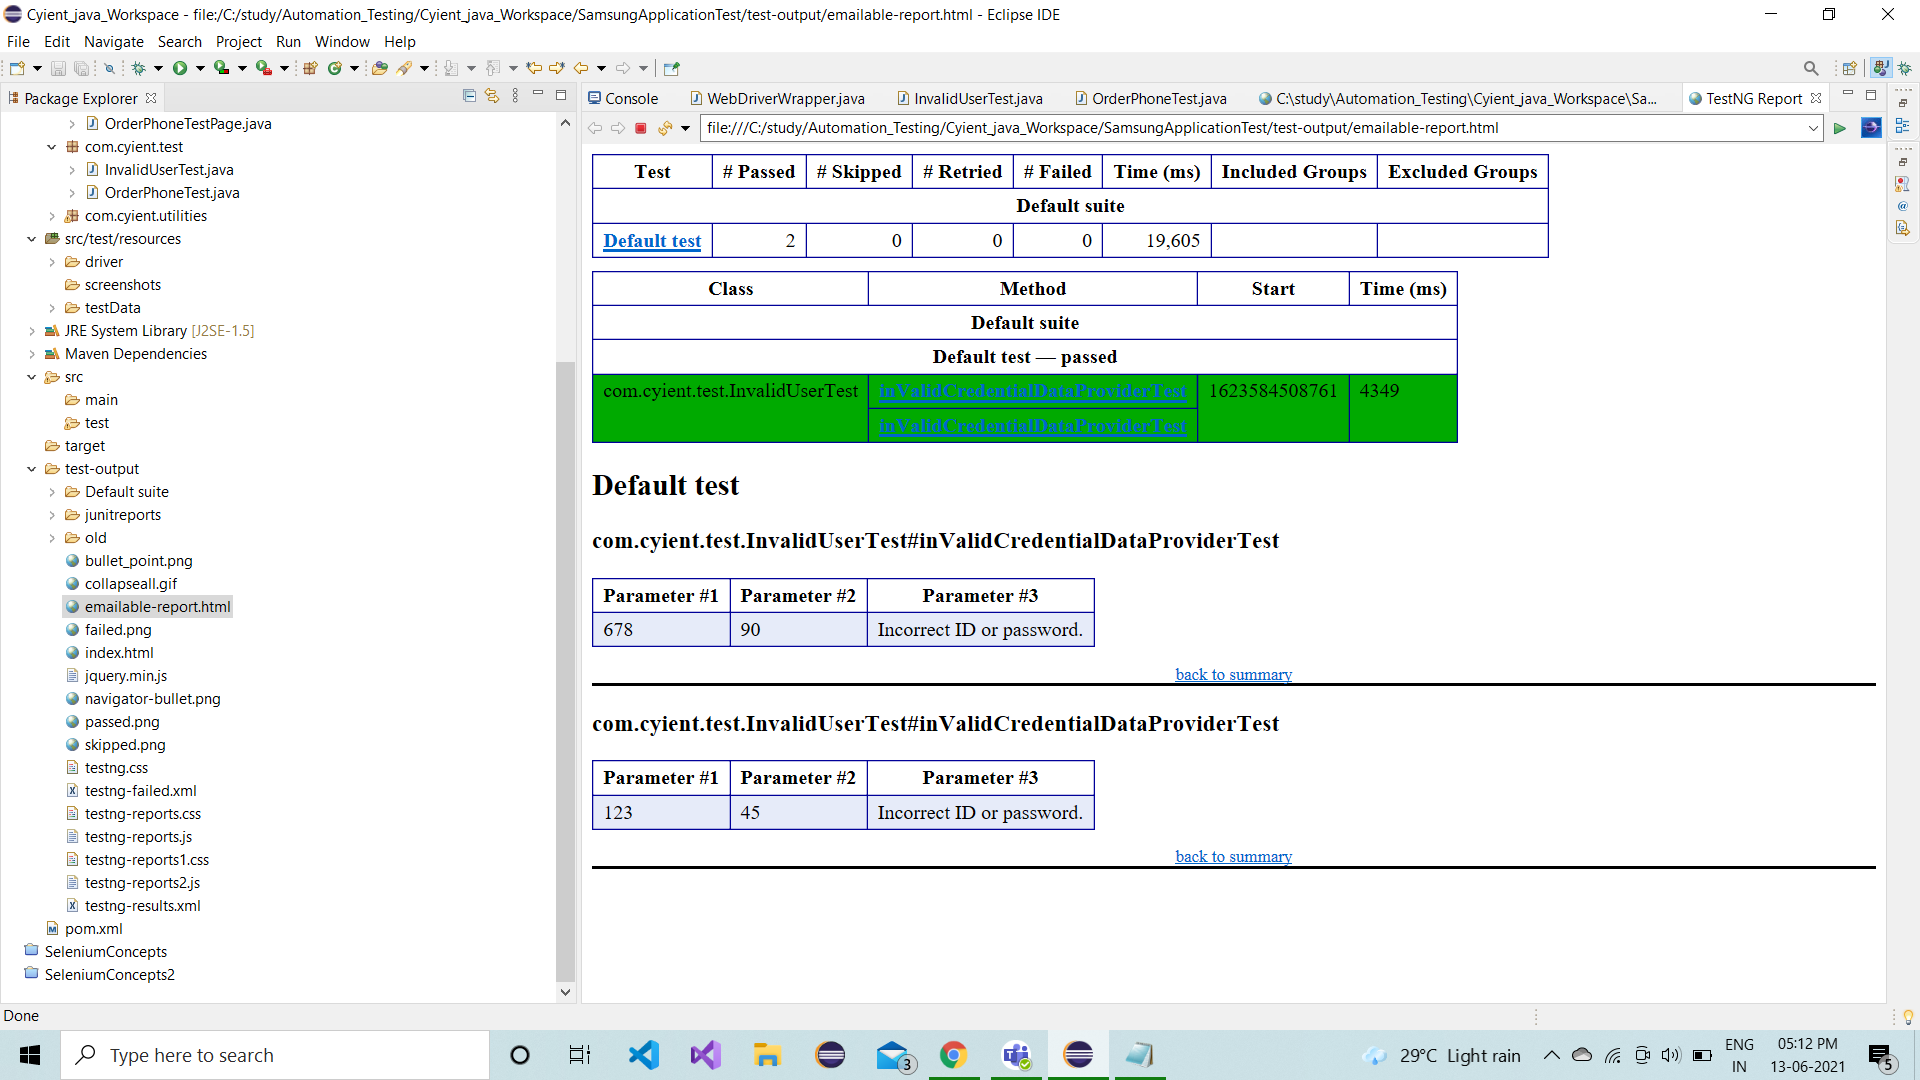 Cyient_java_Workspace - file:/C:/study/Automation_Testing/Cyient_java_Workspace/SamsungApplicationTest/test-output/emailable-report.html - Eclipse IDE
File Edit Navigate Search Project Run Window Help
Package Explorer
OrderPhoneTestPage.java
com.cyient.test
InvalidUserTest.java
OrderPhoneTest.java
com.cyient.utilities
src/test/resources
driver
screenshots
testData
JRE System Library [J2SE-1.5]
Maven Dependencies
src
main
test
target
test-output
Default suite
junitreports
old
bullet_point.png
collapseall.gif
emailable-report.html
failed.png
index.html
jquery.min.js
navigator-bullet.png
passed.png
skipped.png
testng.css
testng-failed.xml
testng-reports.css
testng-reports.js
testng-reports1.css
testng-reports2.js
testng-results.xml
pom.xml
SeleniumConcepts
SeleniumConcepts2
Console WebDriverWrapper.java InvalidUserTest.java OrderPhoneTest.java C:\study\Automation_Testing\Cyient_java_Workspace\Sa... TestNG Report
file:///C:/study/Automation_Testing/Cyient_java_Workspace/SamsungApplicationTest/test-output/emailable-report.html
Test # Passed # Skipped # Retried # Failed Time (ms) Included Groups Excluded Groups
Default suite
Default test 2 0 0 0 19,605
Class Method Start Time (ms)
Default suite
Default test — passed
com.cyient.test.InvalidUserTest inValidCredentialDataProviderTest 1623584508761 4349
inValidCredentialDataProviderTest
Default test
com.cyient.test.InvalidUserTest#inValidCredentialDataProviderTest
Parameter #1 Parameter #2 Parameter #3
678 90 Incorrect ID or password.
back to summary
com.cyient.test.InvalidUserTest#inValidCredentialDataProviderTest
Parameter #1 Parameter #2 Parameter #3
123 45 Incorrect ID or password.
back to summary
Done
Type here to search
3
29°C Light rain
ENG
IN
05:12 PM
13-06-2021
5